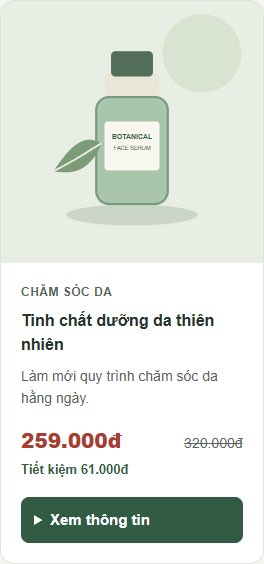 BOTANICAL
FACE SERUM
CHĂM SÓC DA
Tinh chất dưỡng da thiên
nhiên
Làm mới quy trình chăm sóc da
hằng ngày.
259.000đ 320.000đ
Tiết kiệm 61.000đ
Xem thông tin